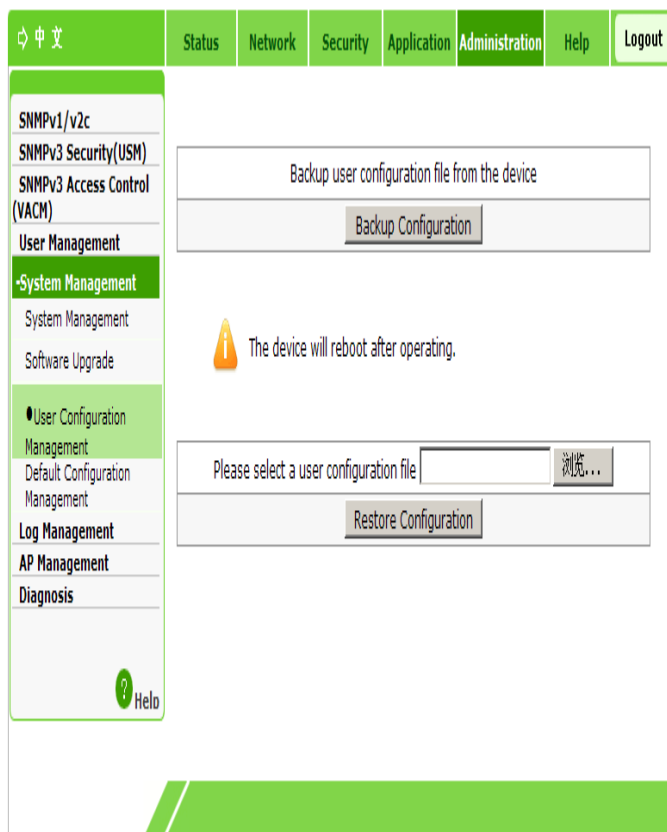 中文
Status Network Security Application Administration Help Logout
SNMPv1/v2c
SNMPv3 Security(USM)
SNMPv3 Access Control
(VACM)
User Management
-System Management
System Management
Software Upgrade
●User Configuration
Management
Default Configuration
Management
Log Management
AP Management
Diagnosis
? Help
Backup user configuration file from the device
Backup Configuration
! The device will reboot after operating.
Please select a user configuration file 浏览...
Restore Configuration